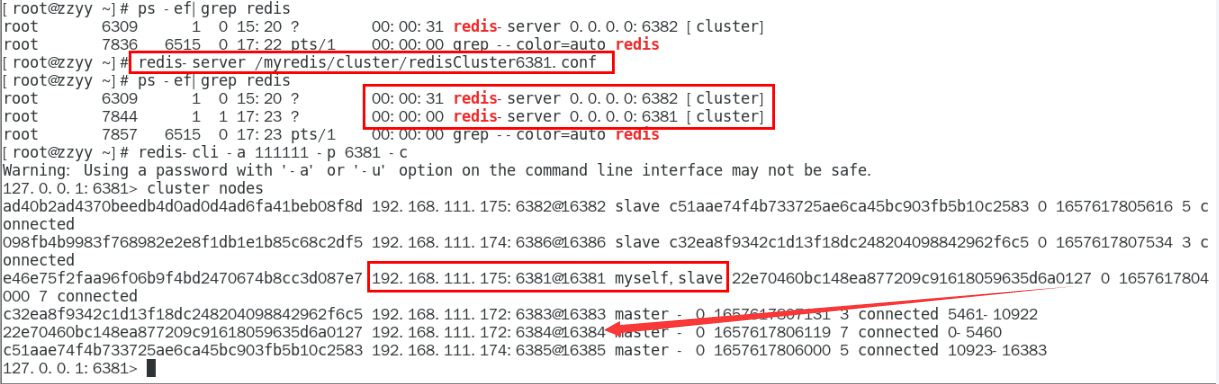 [root@zzyy ~]# ps -ef|grep redis
root 6309 1 0 15:20 ? 00:00:31 redis-server 0.0.0.0:6382 [cluster]
root 7836 6515 0 17:22 pts/1 00:00:00 grep --color=auto redis
[root@zzyy ~]# redis-server /myredis/cluster/redisCluster6381.conf
[root@zzyy ~]# ps -ef|grep redis
root 6309 1 0 15:20 ? 00:00:31 redis-server 0.0.0.0:6382 [cluster]
root 7844 1 1 17:23 ? 00:00:00 redis-server 0.0.0.0:6381 [cluster]
root 7857 6515 0 17:23 pts/1 00:00:00 grep --color=auto redis
[root@zzyy ~]# redis-cli -a 111111 -p 6381 -c
Warning: Using a password with '-a' or '-u' option on the command line interface may not be safe.
127.0.0.1:6381> cluster nodes
ad40b2ad4370beedb4d0ad0d4ad6fa41beb08f8d 192.168.111.175:6382@16382 slave c51aae74f4b733725ae6ca45bc903fb5b10c2583 0 1657617805616 5 c
onnected
098fb4b9983f768982e2e8f1db1e1b85c68c2df5 192.168.111.174:6386@16386 slave c32ea8f9342c1d13f18dc248204098842962f6c5 0 1657617807534 3 c
onnected
e46e75f2faa96f06b9f4bd2470674b8cc3d087e7 192.168.111.175:6381@16381 myself,slave 22e70460bc148ea877209c91618059635d6a0127 0 1657617804
000 7 connected
c32ea8f9342c1d13f18dc248204098842962f6c5 192.168.111.172:6383@16383 master - 0 1657617807131 3 connected 5461-10922
22e70460bc148ea877209c91618059635d6a0127 192.168.111.172:6384@16384 master - 0 1657617806119 7 connected 0-5460
c51aae74f4b733725ae6ca45bc903fb5b10c2583 192.168.111.174:6385@16385 master - 0 1657617806000 5 connected 10923-16383
127.0.0.1:6381>